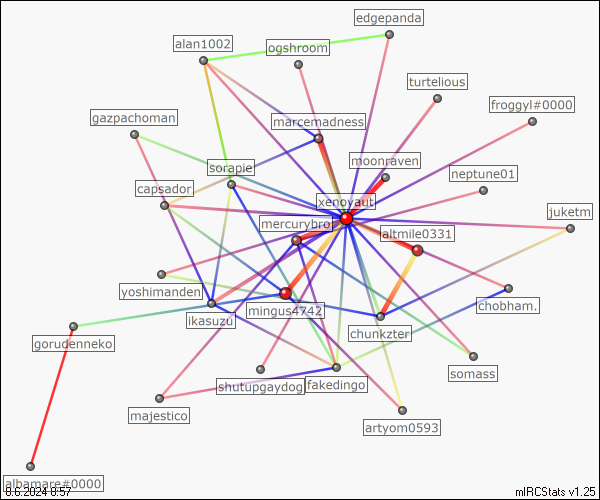 edgepanda
alan1002
ogshroom
turtelious
froggyl#0000
gazpachoman
marcemadness
moonraven
sorapie
neptune01
capsador
xenoyaut
juketm
mercurybro
altmile0331
yoshimanden
chobham.
ikasuzu
mingus4742
chunkzter
gorudenneko
somass
shutupgaydog
fakedingo
majestico
artyom0593
albamare#0000
8.6.2024 8:57
mIRCStats v1.25